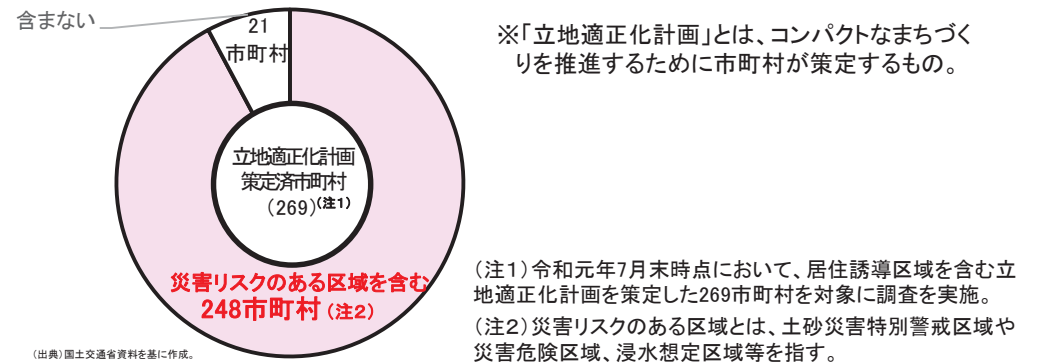 含まない
21
市町村
立地適正化計画
策定済市町村
(269)(注1)
災害リスクのある区域を含む
248市町村(注2)
(出典)国土交通省資料を基に作成。
※「立地適正化計画」とは、コンパクトなまちづく
りを推進するために市町村が策定するもの。
(注1)令和元年7月末時点において、居住誘導区域を含む立
地適正化計画を策定した269市町村を対象に調査を実施。
(注2)災害リスクのある区域とは、土砂災害特別警戒区域や
災害危険区域、浸水想定区域等を指す。